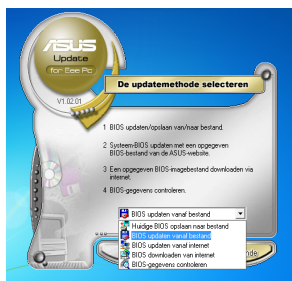 ASUS
Update
for Eee Pc
V1.02.01
De updatemethode selecteren
1 BIOS updaten/opslaan van/naar bestand.
2 Systeem-BIOS updaten met een opgegeven
BIOS-bestand van de ASUS-website.
3 Een opgegeven BIOS-imagebestand downloaden via
internet.
4 BIOS-gegevens controleren.
BIOS updaten vanaf bestand
Huidige BIOS opslaan naar bestand
BIOS updaten vanaf bestand
BIOS updaten vanaf internet
BIOS downloaden van internet
BIOS-gegevens controleren